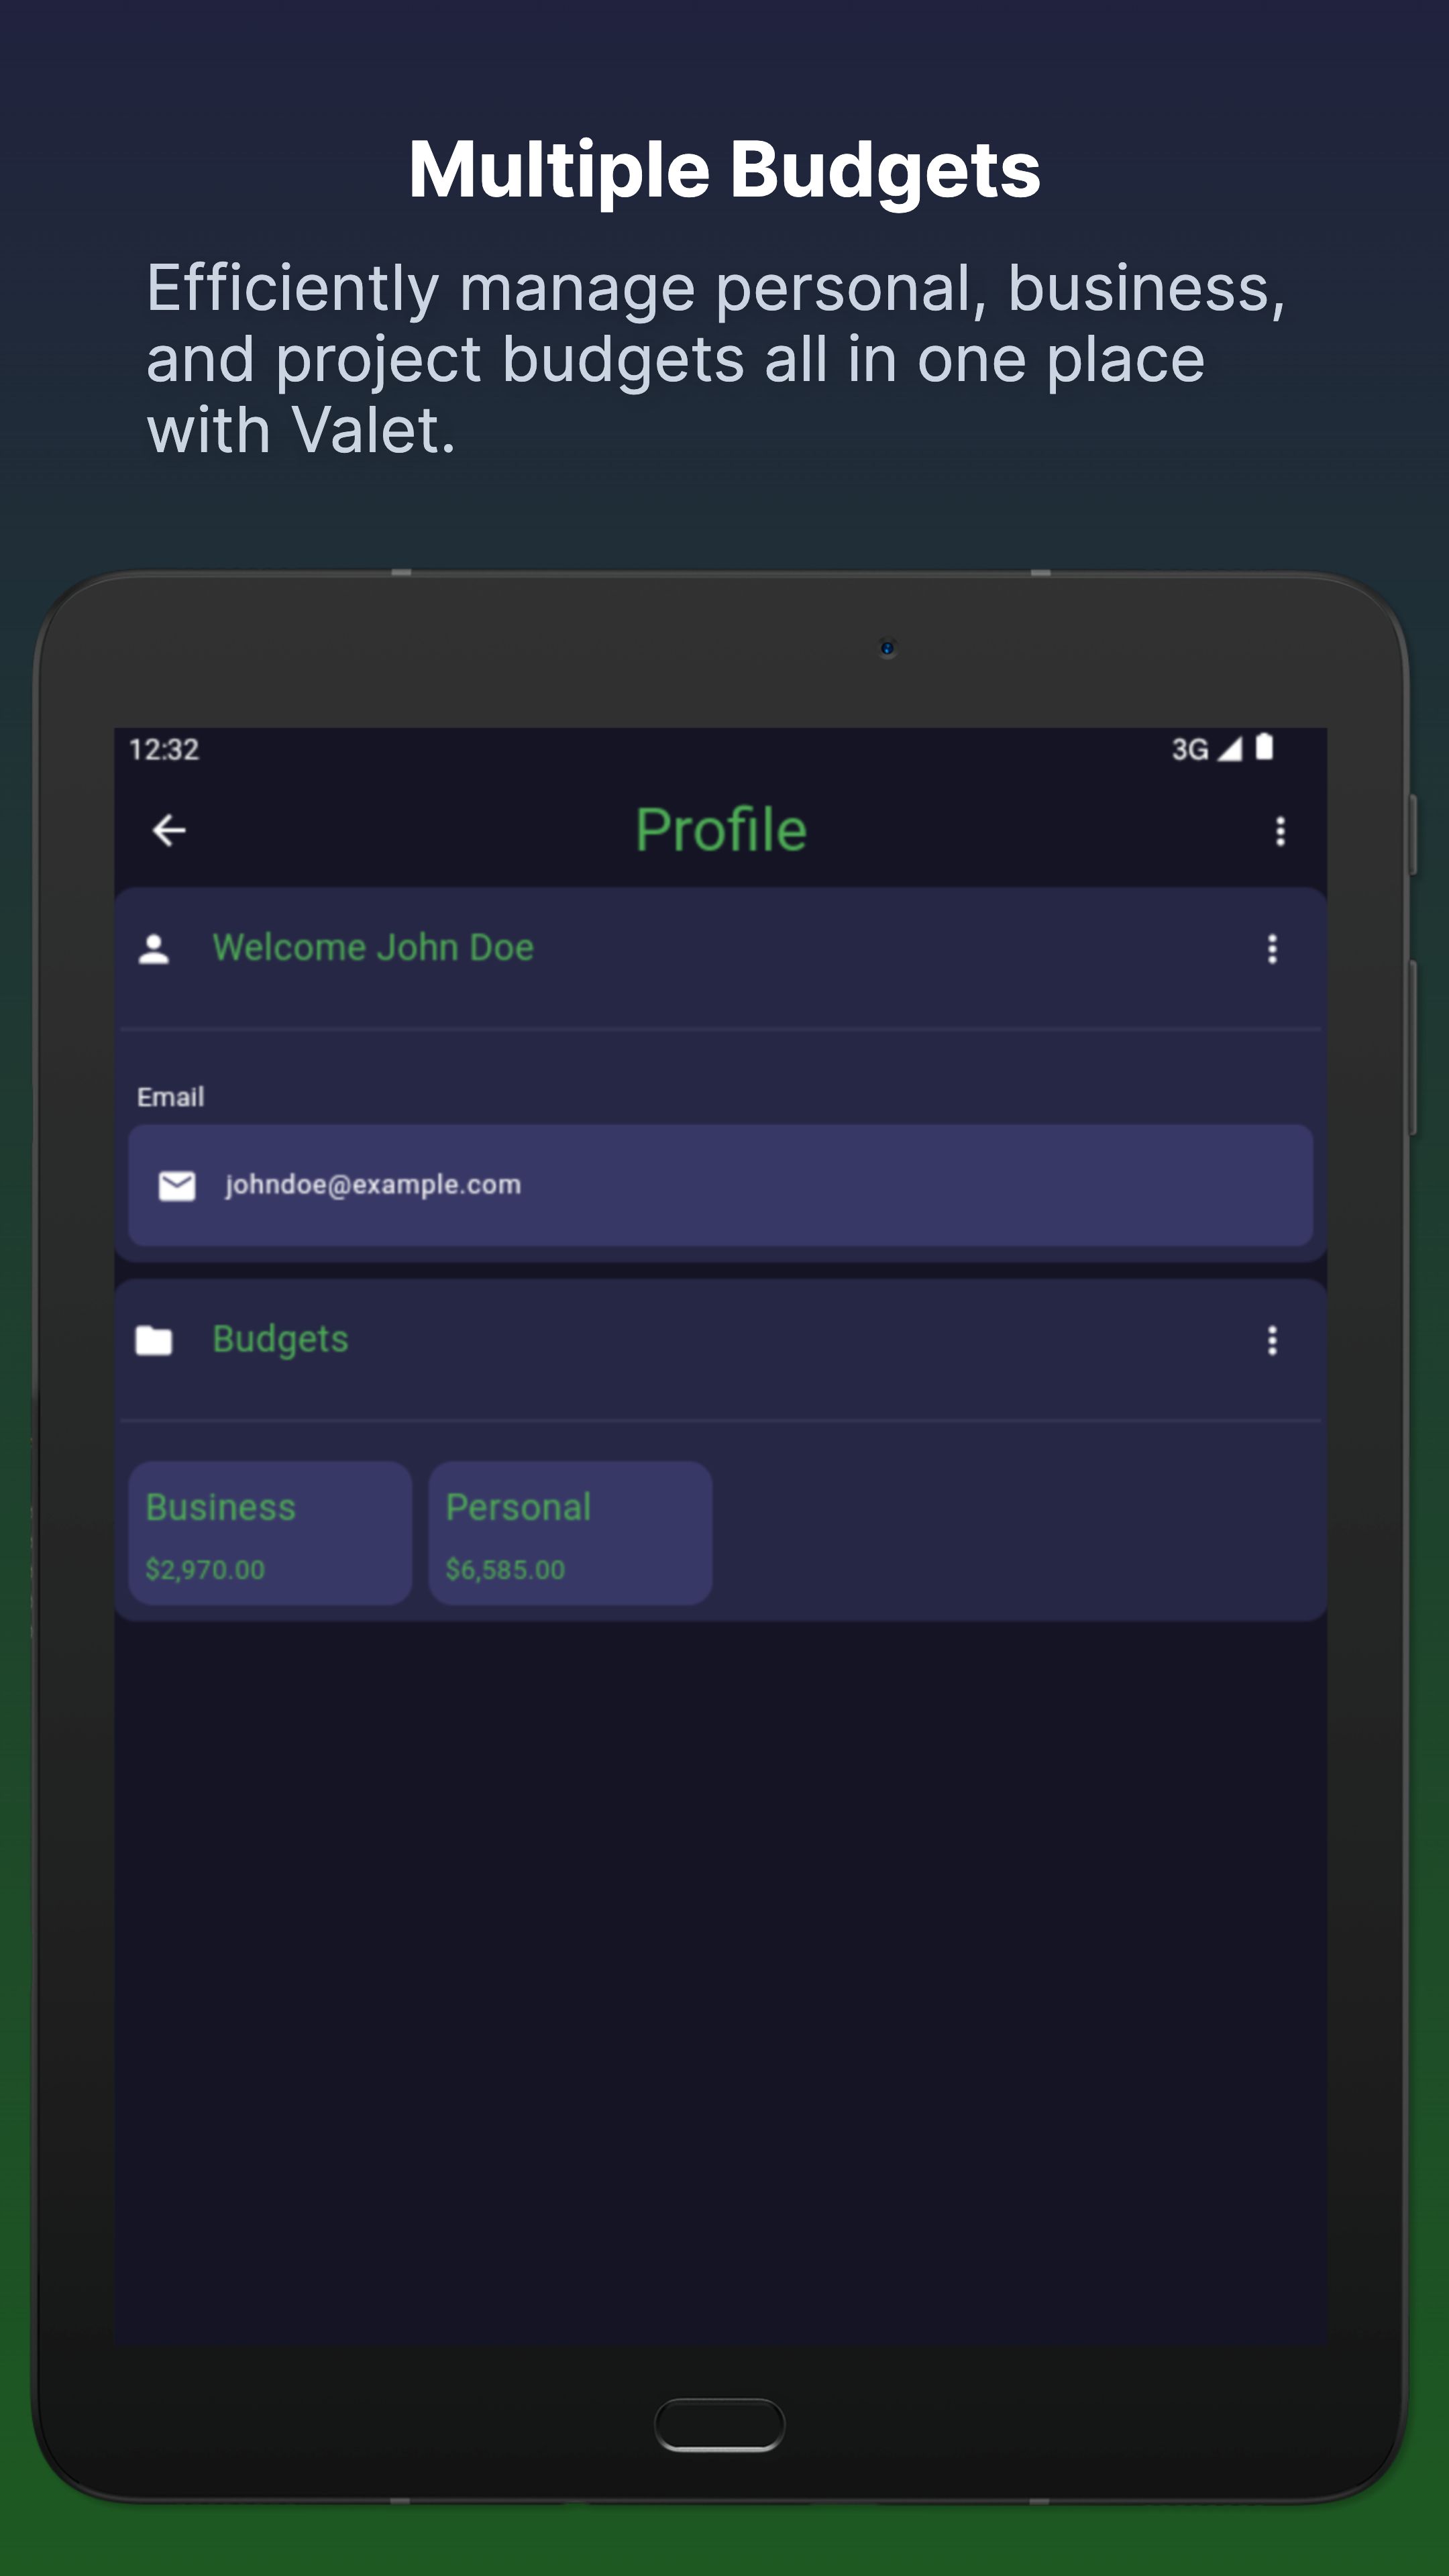 Multiple Budgets
Efficiently manage personal, business,
and project budgets all in one place
with Valet.
12:32 3G
Profile
Welcome John Doe
Email
johndoe@example.com
Budgets
Business Personal
$2,970.00 $6,585.00